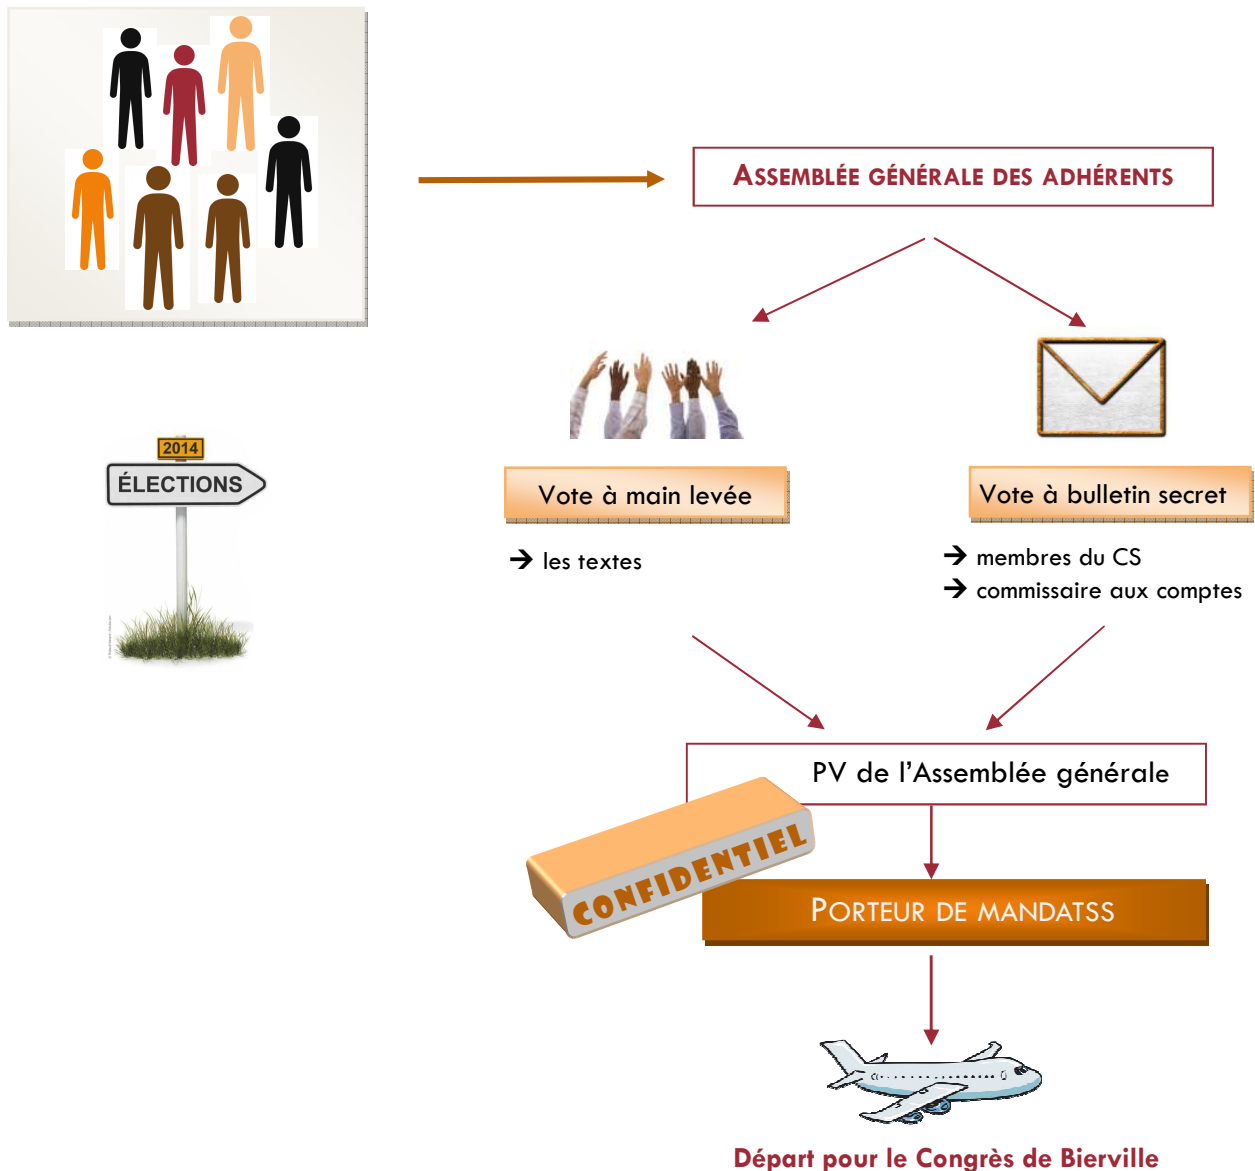 ASSEMBLÉE GÉNÉRALE DES ADHÉRENTS
2014
ÉLECTIONS
Vote à main levée
Vote à bulletin secret
➔ les textes
➔ membres du CS
➔ commissaire aux comptes
PV de l’Assemblée générale
CONFIDENTIEL
PORTEUR DE MANDATSS
Départ pour le Congrès de Bierville